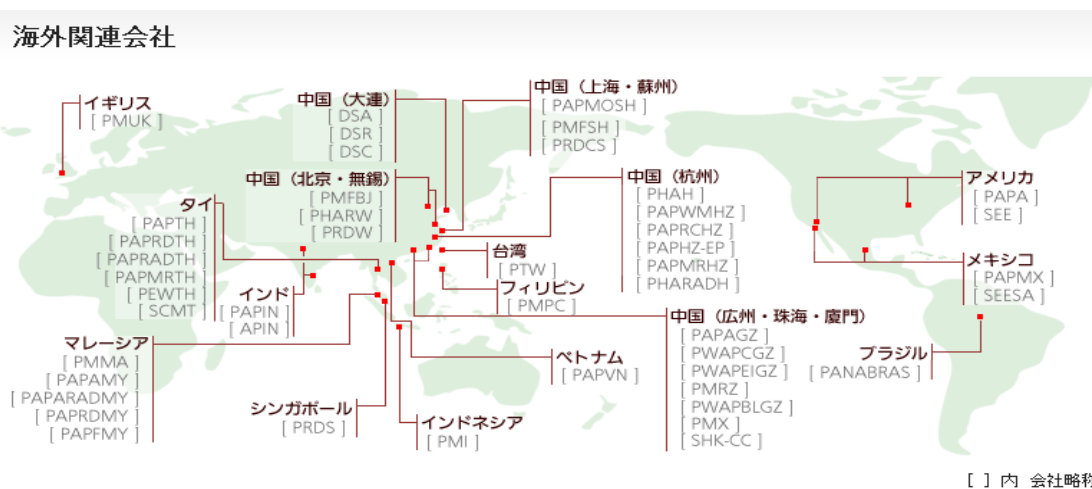 海外関連会社
イギリス
[ PMUK ]
中国（大連）
[ DSA ]
[ DSR ]
[ DSC ]
中国（上海・蘇州）
[ PAPMOSH ]
[ PMFSH ]
[ PRDCS ]
中国（北京・無錫）
[ PMFBJ ]
[ PHARW ]
[ PRDW ]
中国（杭州）
[ PHAH ]
[ PAPWMHZ ]
[ PAPRCHZ ]
[ PAPHZ-EP ]
[ PAPMRHZ ]
[ PHARADH ]
アメリカ
[ PAPA ]
[ SEE ]
タイ
[ PAPTH ]
[ PAPRDTH ]
[ PAPRADTH ]
[ PAPMRTH ]
[ PEWTH ]
[ SCMT ]
インド
[ PAPIN ]
[ APIN ]
台湾
[ PTW ]
フィリピン
[ PMPC ]
メキシコ
[ PAPMX ]
[ SEESA ]
マレーシア
[ PMMA ]
[ PAPAMY ]
[ PAPARADMY ]
[ PAPRDMY ]
[ PAPFMY ]
シンガポール
[ PRDS ]
インドネシア
[ PMI ]
ベトナム
[ PAPVN ]
中国（広州・珠海・廈門）
[ PAPAGZ ]
[ PWAPCGZ ]
[ PWAPEIGZ ]
[ PMRZ ]
[ PWAPBLGZ ]
[ PMX ]
[ SHK-CC ]
ブラジル
[ PANABRAS ]
[ ] 内 会社略称